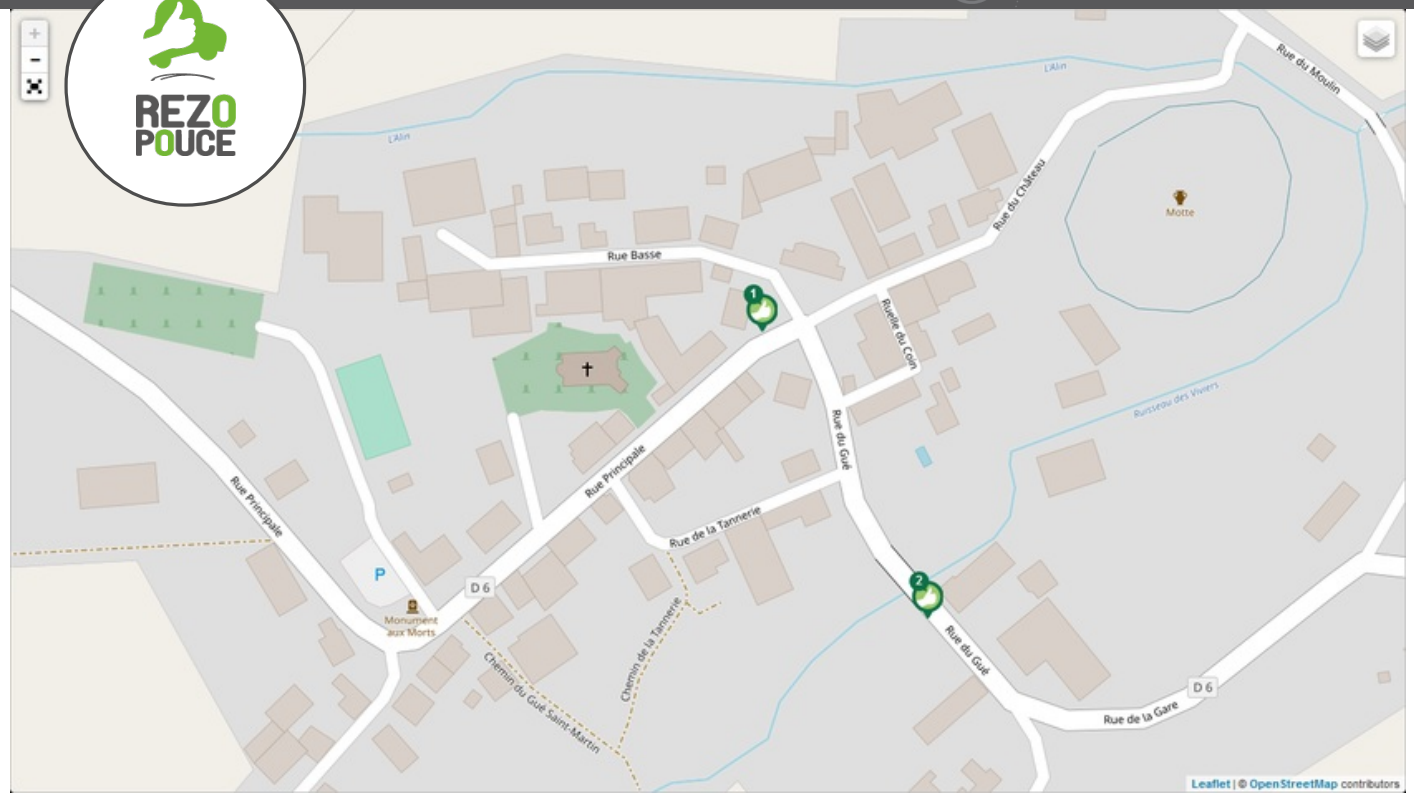 +
-
REZO
POUCE
L'Alin
L'Alin
Rue du Moulin
Rue du Château
Motte
Rue Basse
1
Ruelle du Coin
Ruisseau des Viviers
Rue du Gué
Rue Principale
Rue Principale
Rue de la Tannerie
P
D 6
2
Monument
aux Morts
Chemin de la Tannerie
Chemin du Gué Saint-Martin
Rue du Gué
D 6
Rue de la Gare
Leaflet | © OpenStreetMap contributors